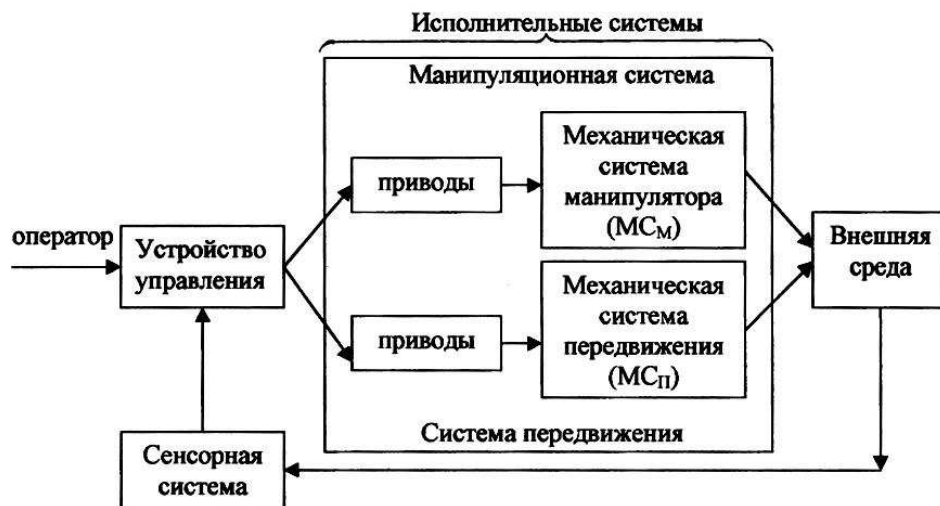 Исполнительные системы
Манипуляционная система
приводы
Механическая
система
манипулятора
(МСМ)
оператор
Устройство
управления
Внешняя
среда
приводы
Механическая
система
передвижения
(МСП)
Система передвижения
Сенсорная
система